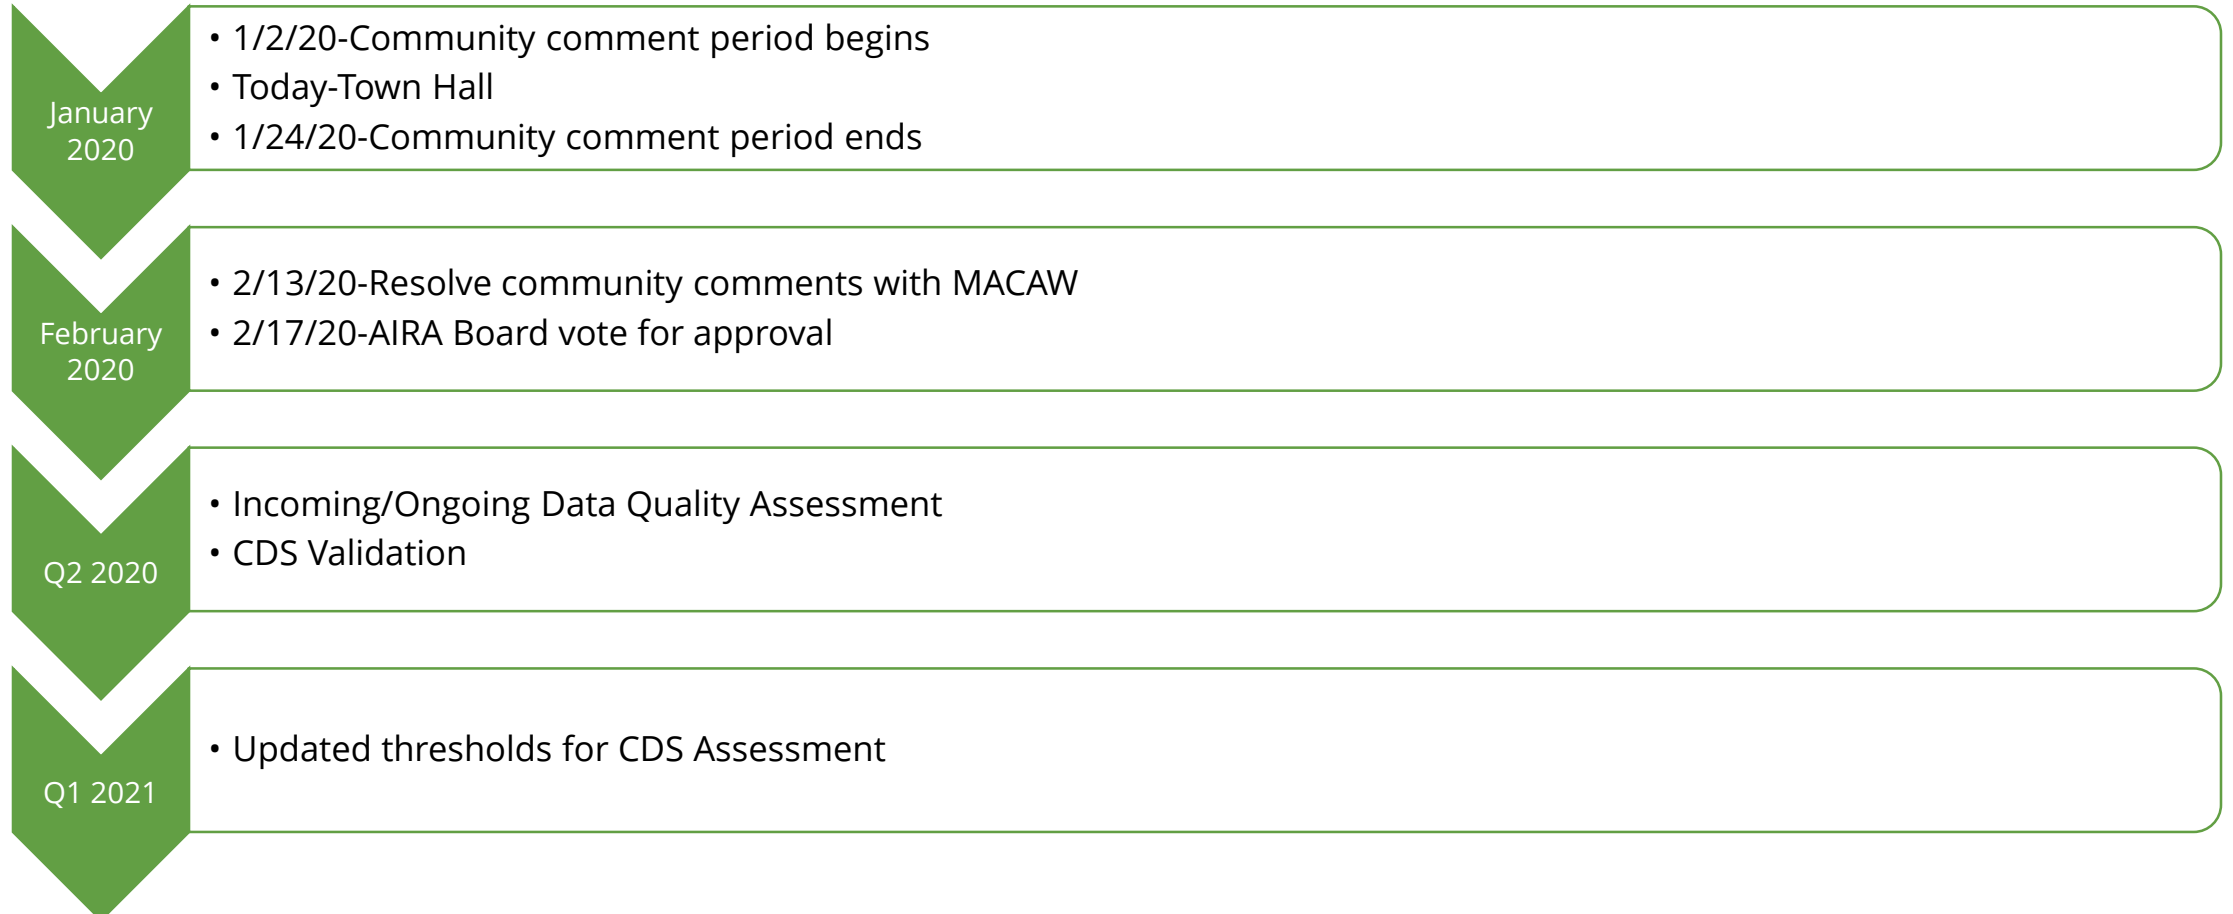 January
2020
• 1/2/20-Community comment period begins
• Today-Town Hall
• 1/24/20-Community comment period ends
February
2020
• 2/13/20-Resolve community comments with MACAW
• 2/17/20-AIRA Board vote for approval
Q2 2020
• Incoming/Ongoing Data Quality Assessment
• CDS Validation
Q1 2021
• Updated thresholds for CDS Assessment